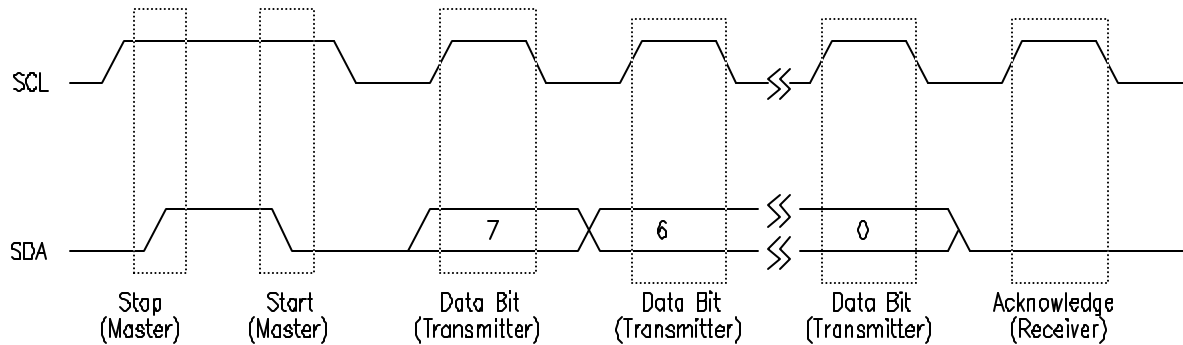 SCL
SDA
7
6
0
Stop
(Master)
Start
(Master)
Data Bit
(Transmitter)
Data Bit
(Transmitter)
Data Bit
(Transmitter)
Acknowledge
(Receiver)